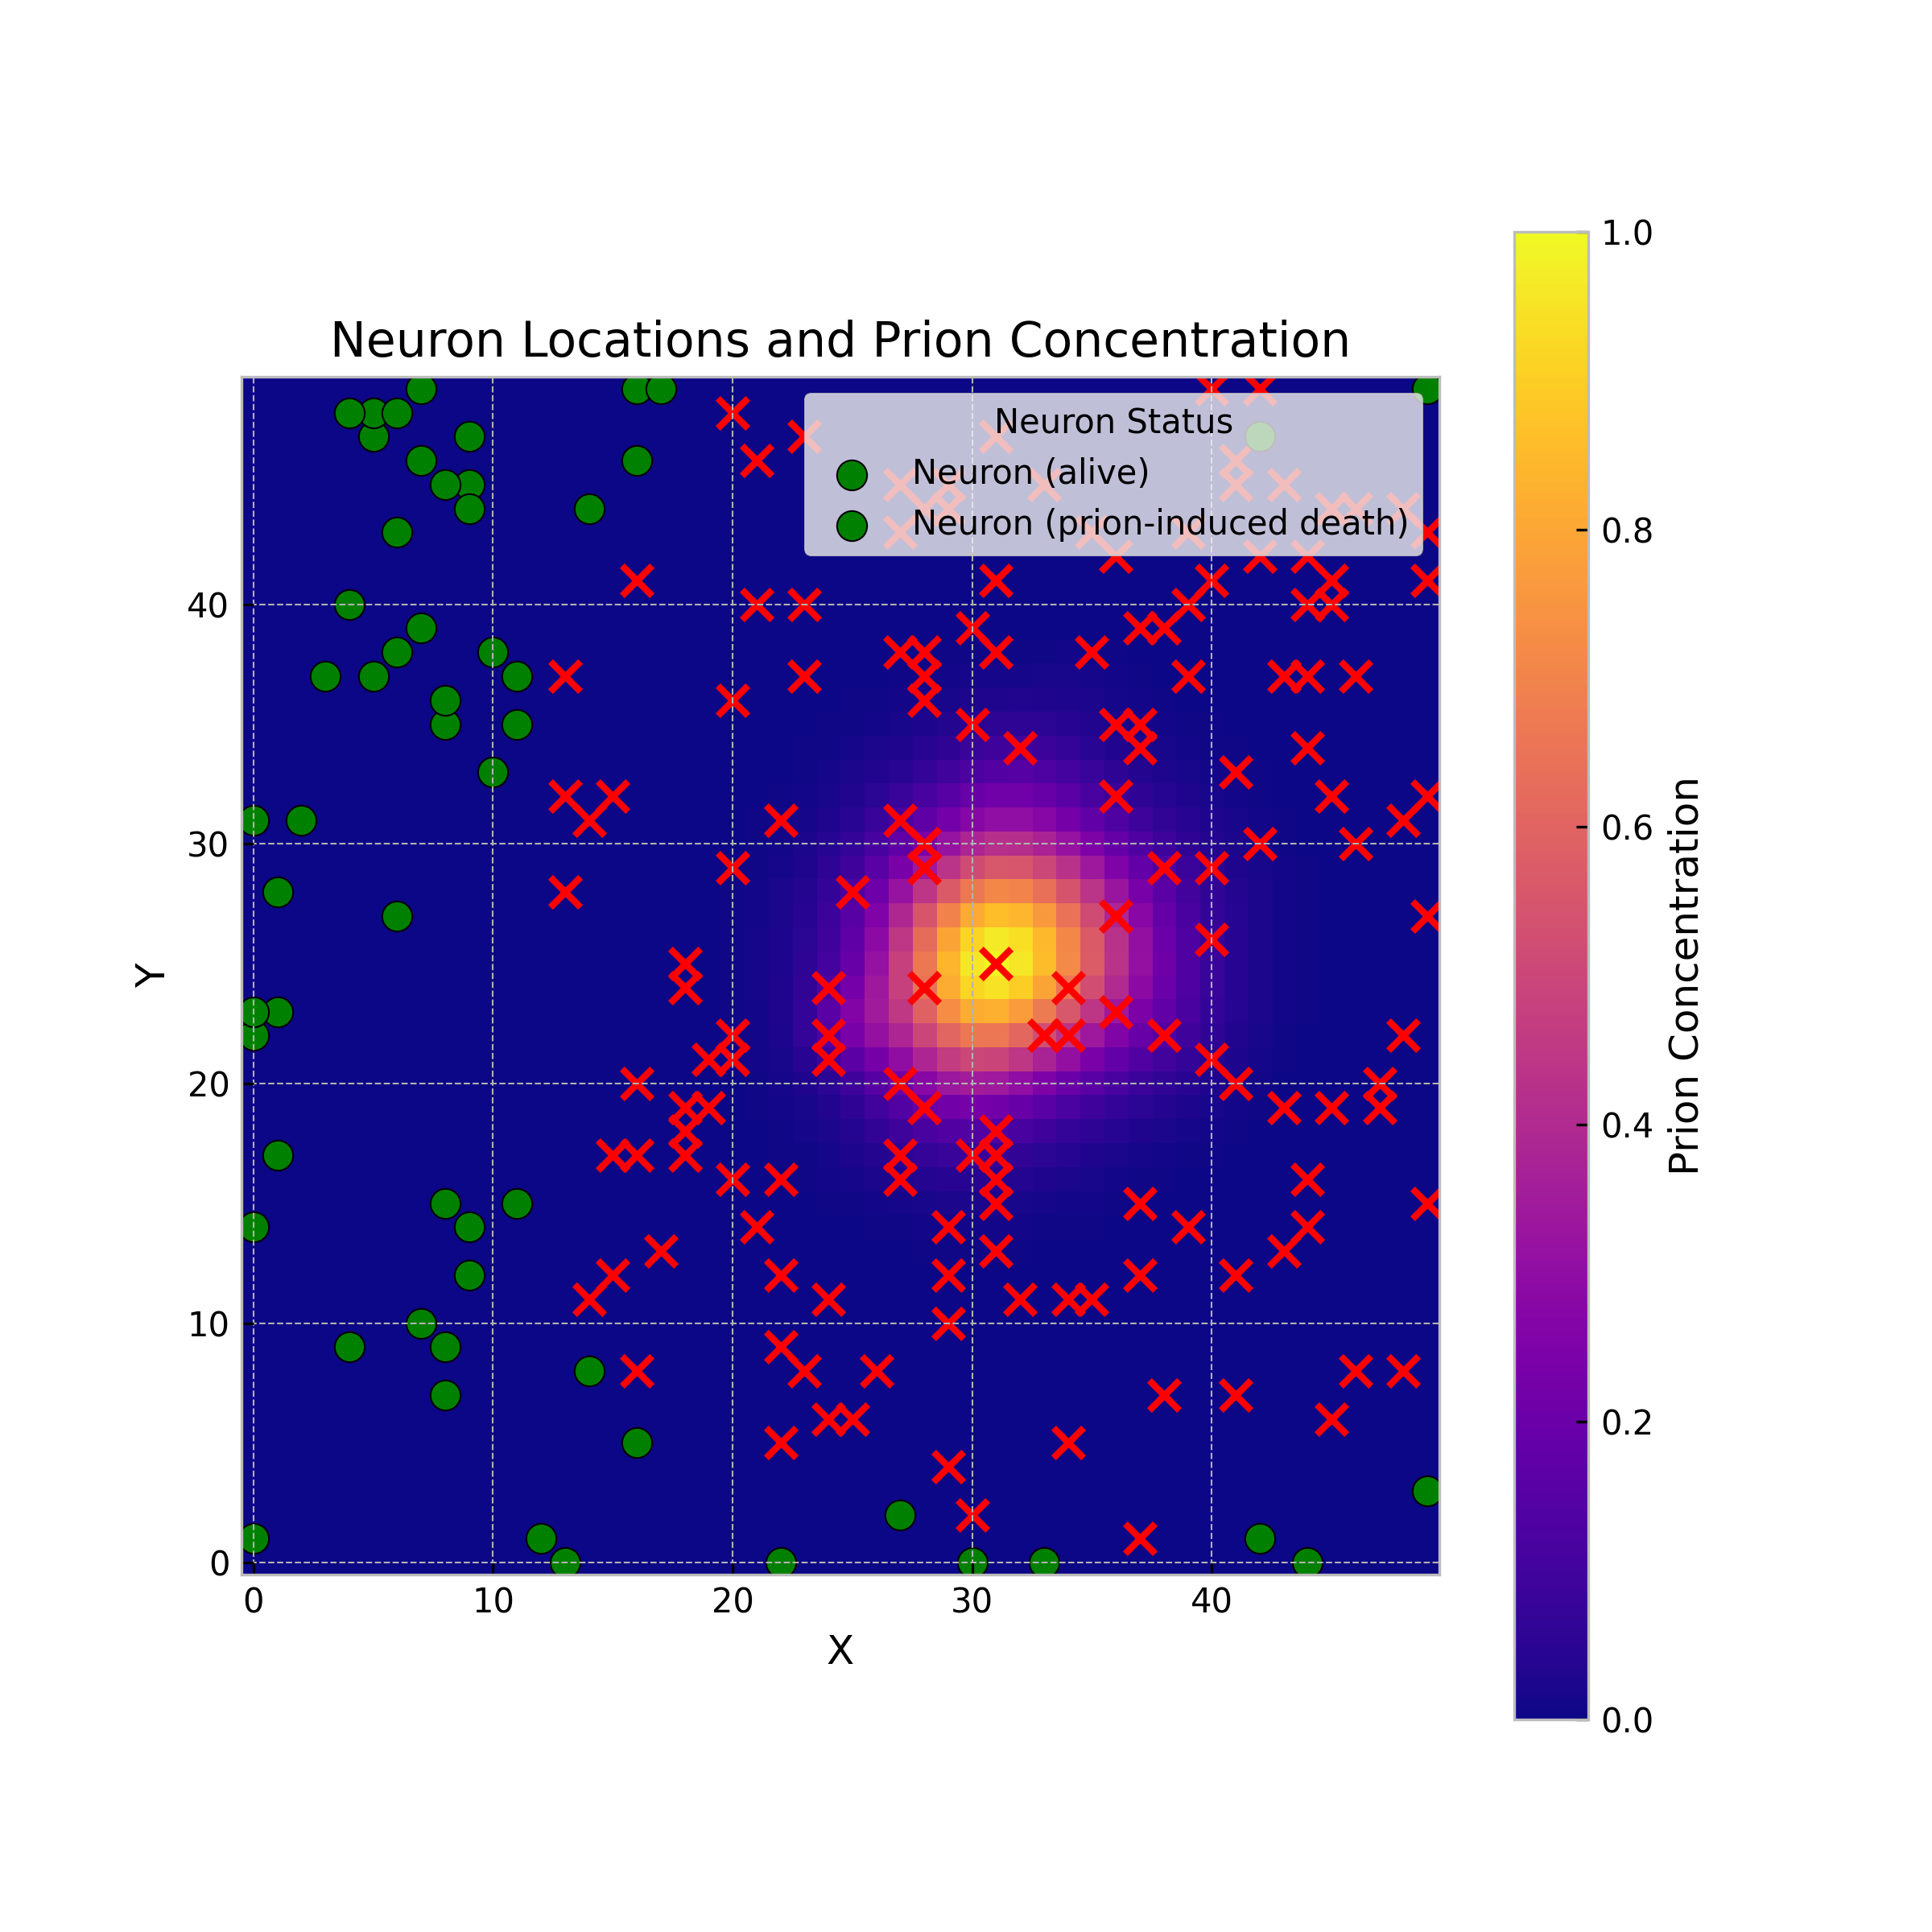 Neuron Locations and Prion Concentration
Neuron Status
Neuron (alive)
Neuron (prion-induced death)
Y
40
30
20
10
0
0 10 20 30 40
X
1.0
0.8
0.6
0.4
0.2
0.0
Prion Concentration